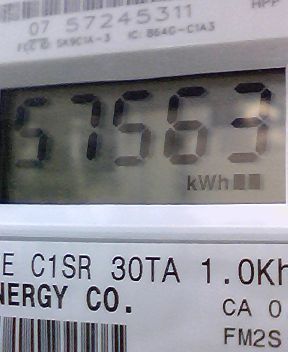 HPP
07 57245311
FCC ID: SK9C1A-3 IC: 864G-C1A3
57563
kWh
E C1SR 30TA 1.0Kh
NERGY CO.
CA 0
FM2S